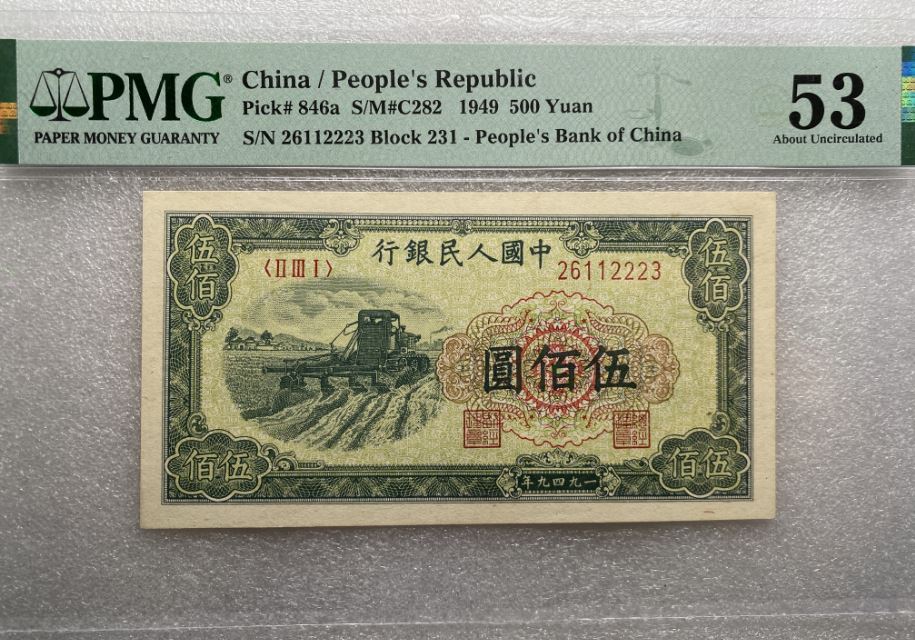 PMG®
PAPER MONEY GUARANTY
China / People's Republic
Pick# 846a S/M#C282 1949 500 Yuan
S/N 26112223 Block 231 - People's Bank of China
53
About Uncirculated
行銀民人國中
伍佰
伍佰
〈II III I〉
26112223
圓佰伍
佰伍
佰伍
年九四九一